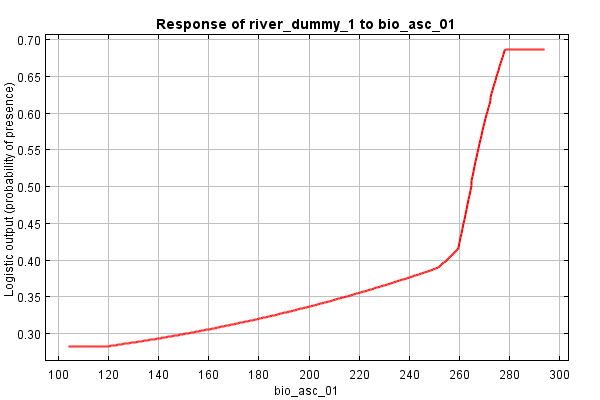 Response of river_dummy_1 to bio_asc_01
Logistic output (probability of presence)
0.70
0.65
0.60
0.55
0.50
0.45
0.40
0.35
0.30
100 120 140 160 180 200 220 240 260 280 300
bio_asc_01